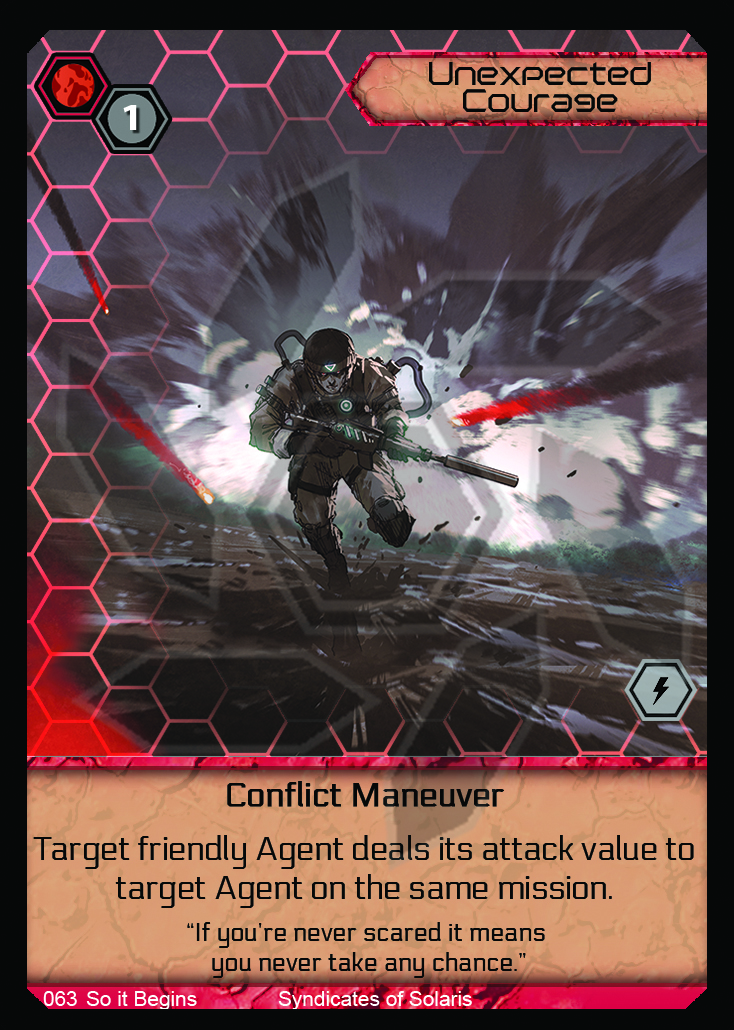 Unexpected
Courage
1
Conflict Maneuver
Target friendly Agent deals its attack value to
target Agent on the same mission.
“If you're never scared it means
you never take any chance.”
063 So it Begins Syndicates of Solaris